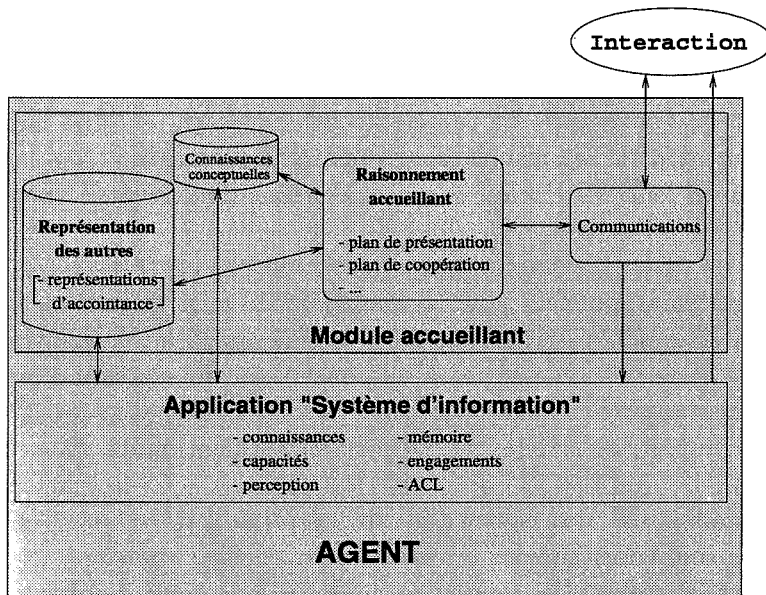 Interaction
Connaissances
conceptuelles
Représentation
des autres
- représentations
d'accointance -
Raisonnement
accueillant
- plan de présentation
- plan de coopération
- ...
Communications
Module accueillant
Application "Système d'information"
- connaissances - mémoire
- capacités - engagements
- perception - ACL
AGENT